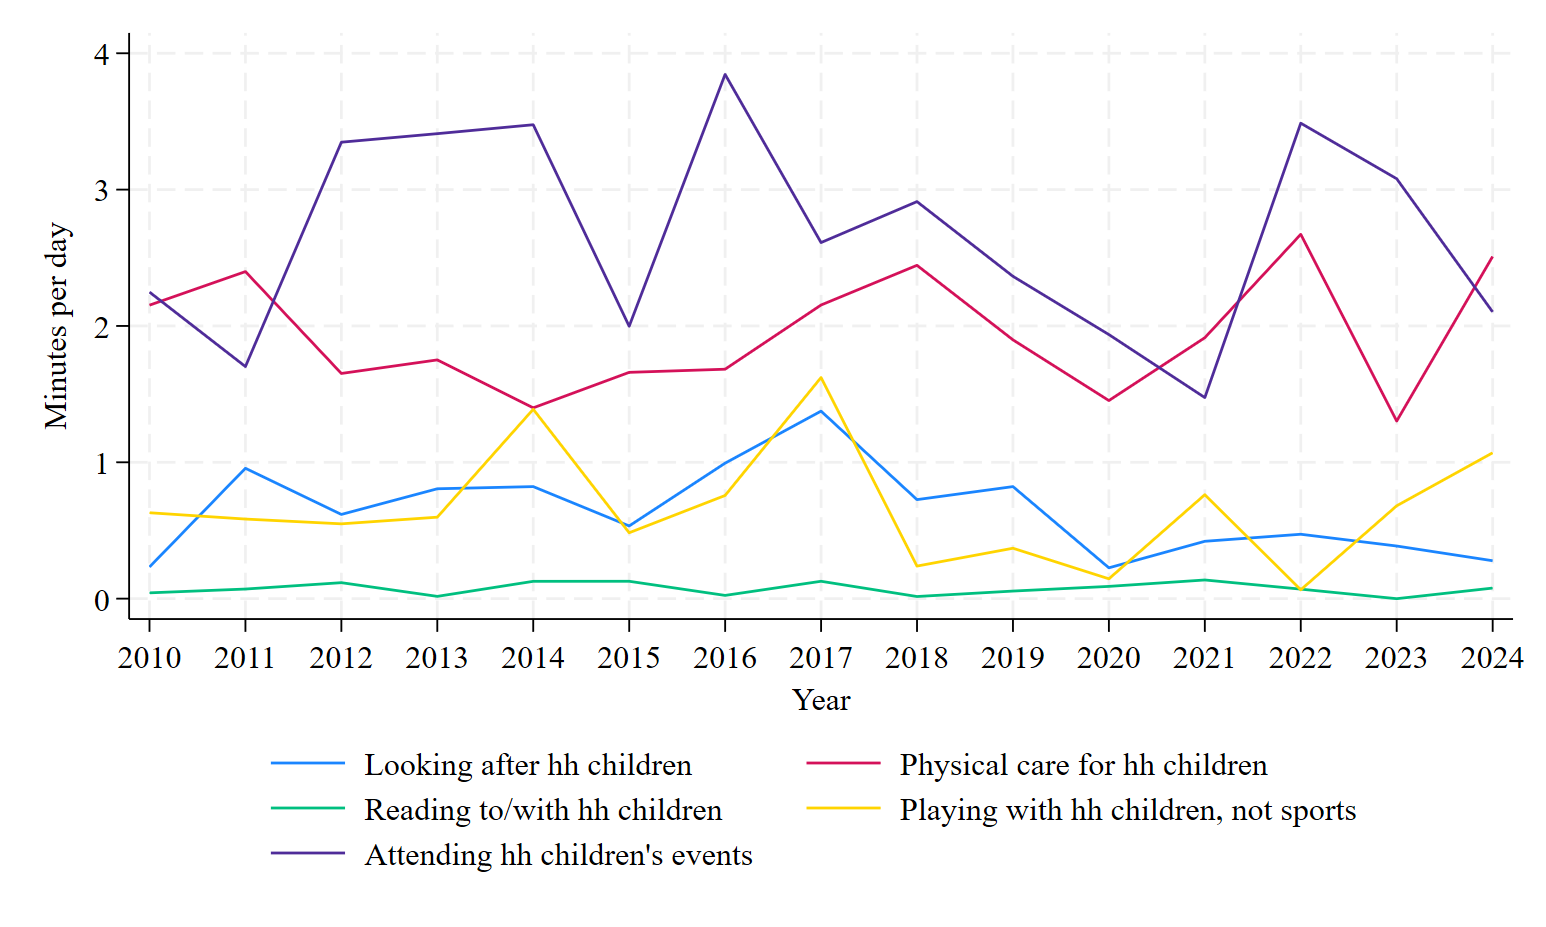 4
3
2
1
0
Minutes per day
2010 2011 2012 2013 2014 2015 2016 2017 2018 2019 2020 2021 2022 2023 2024
Year
Looking after hh children Physical care for hh children
Reading to/with hh children Playing with hh children, not sports
Attending hh children's events